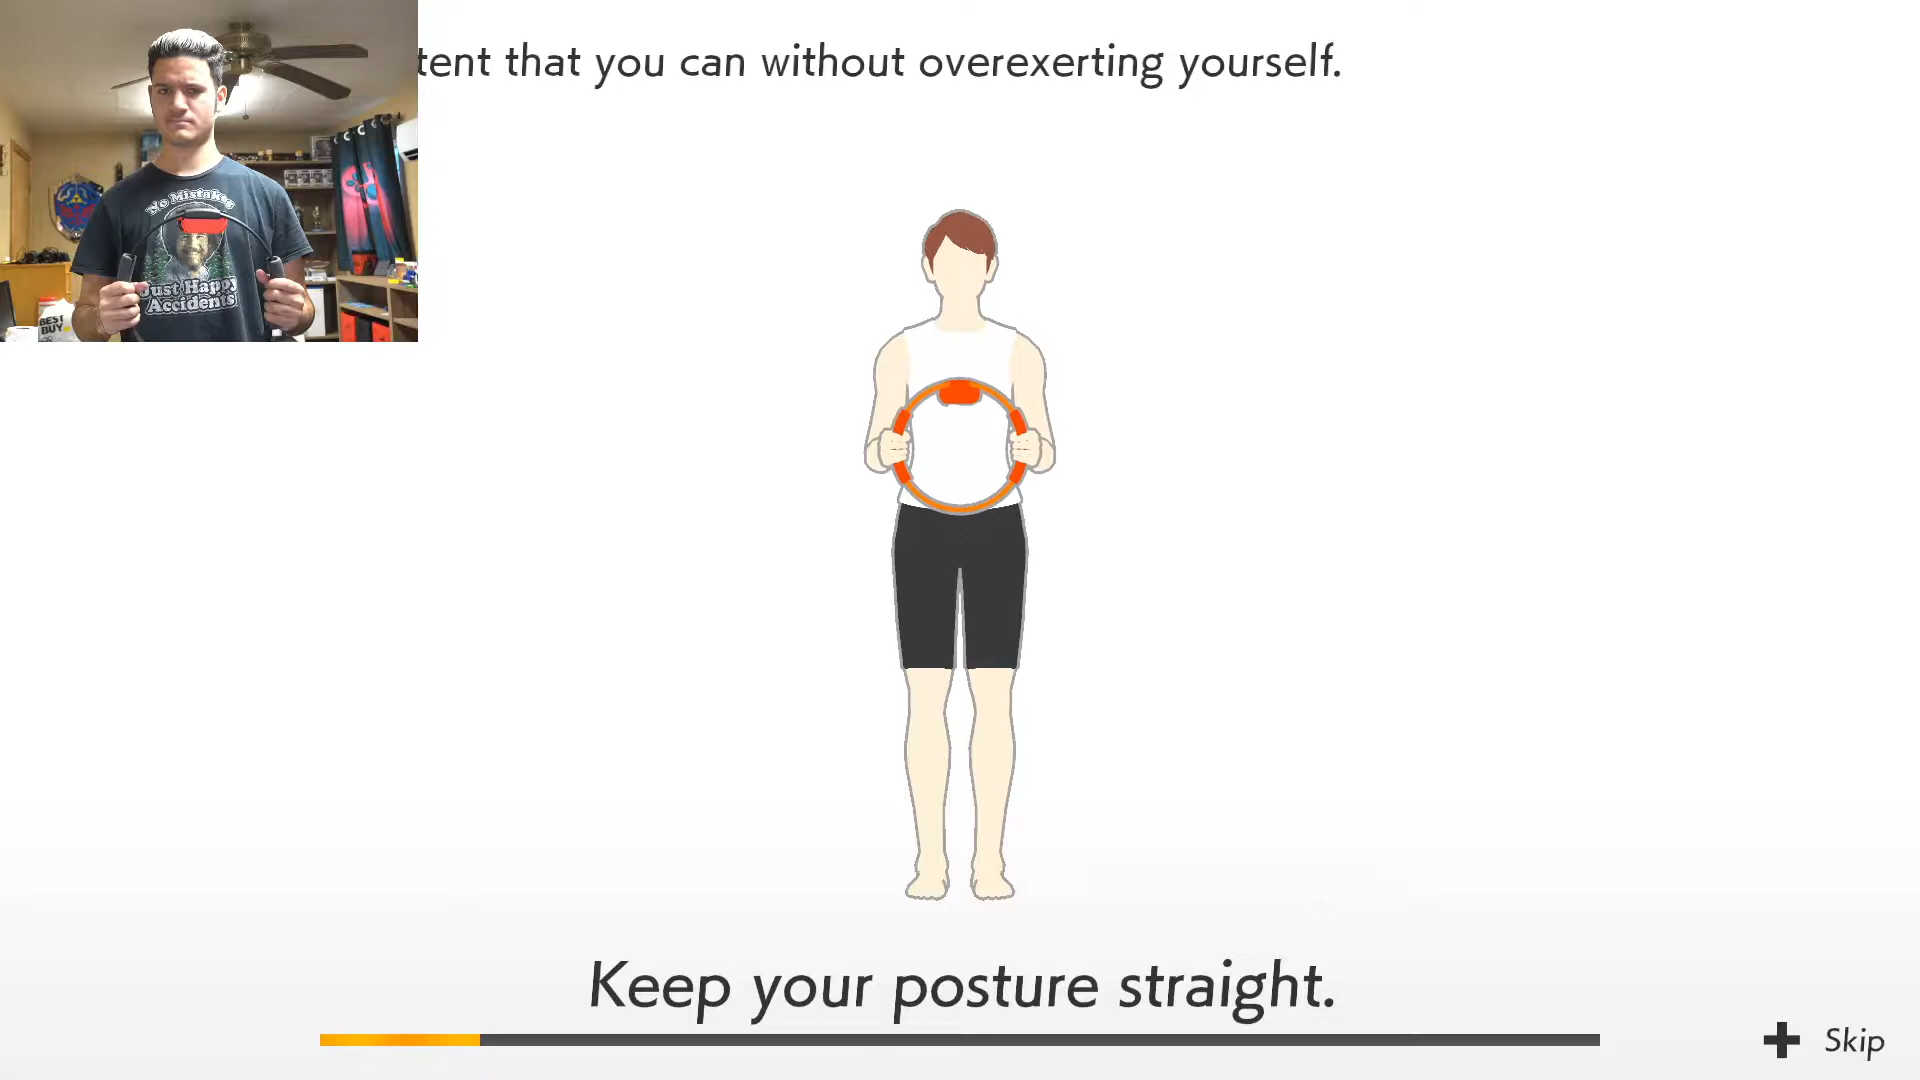 tent that you can without overexerting yourself.
No Mistakes
Just Happy
Accidents
BEST
BUY
Keep your posture straight.
Skip